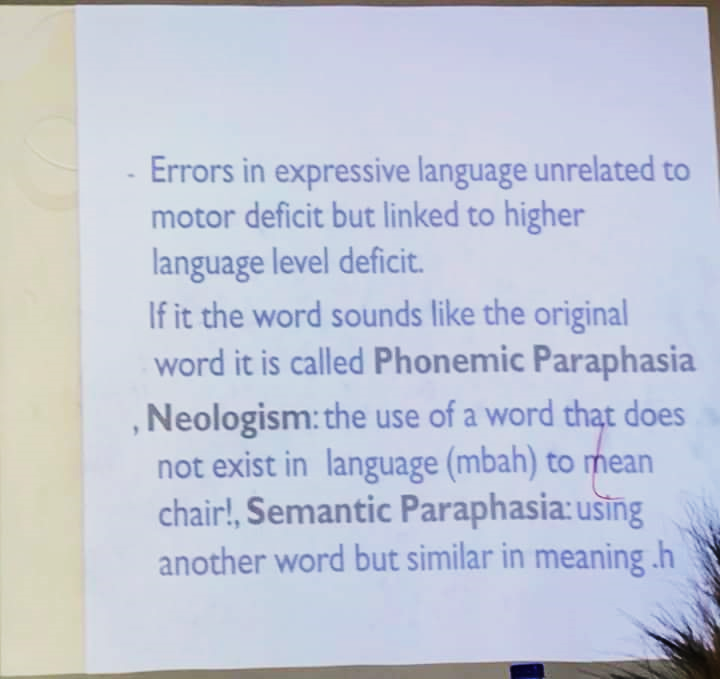 - Errors in expressive language unrelated to
motor deficit but linked to higher
language level deficit.
If it the word sounds like the original
word it is called Phonemic Paraphasia
, Neologism: the use of a word that does
not exist in language (mbah) to mean
chair!, Semantic Paraphasia: using
another word but similar in meaning .h